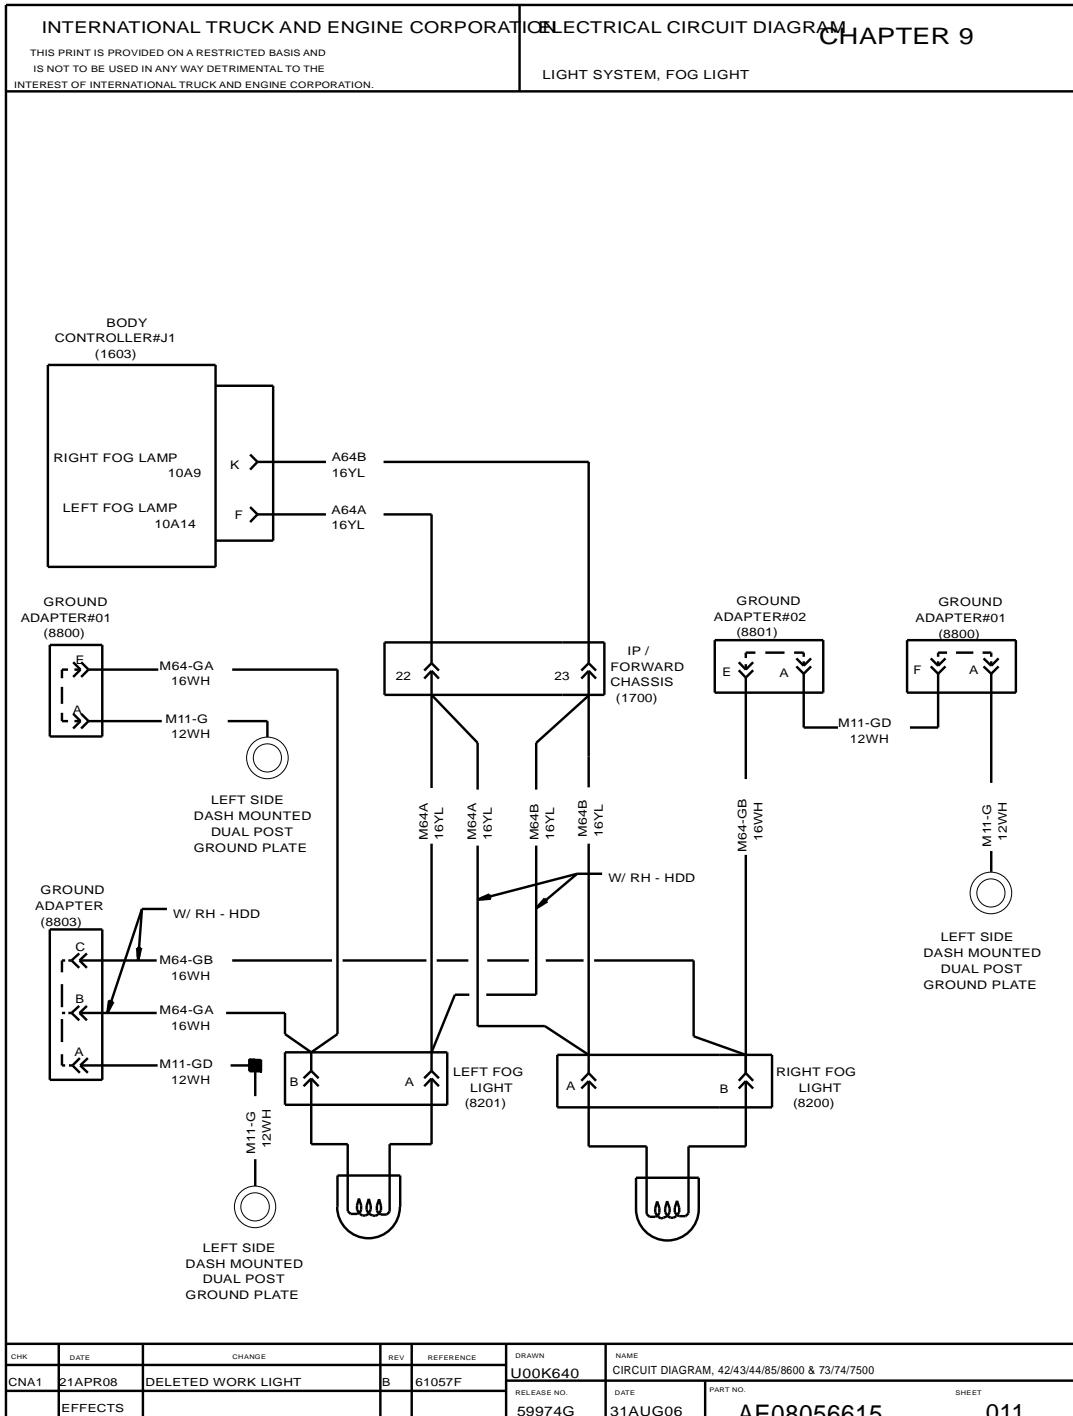 INTERNATIONAL TRUCK AND ENGINE CORPORATION
ELECTRICAL CIRCUIT DIAGRAM
CHAPTER 9
THIS PRINT IS PROVIDED ON A RESTRICTED BASIS AND
IS NOT TO BE USED IN ANY WAY DETRIMENTAL TO THE
INTEREST OF INTERNATIONAL TRUCK AND ENGINE CORPORATION.
LIGHT SYSTEM, FOG LIGHT
BODY
CONTROLLER#J1
(1603)
RIGHT FOG LAMP
10A9
K
A64B
16YL
LEFT FOG LAMP
10A14
F
A64A
16YL
GROUND
ADAPTER#01
(8800)
E
M64-GA
16WH
A
M11-G
12WH
LEFT SIDE
DASH MOUNTED
DUAL POST
GROUND PLATE
22
23
IP /
FORWARD
CHASSIS
(1700)
GROUND
ADAPTER#02
(8801)
E
A
GROUND
ADAPTER#01
(8800)
F
A
M11-GD
12WH
M64A
16YL
M64A
16YL
M64B
16YL
M64B
16YL
M64-GB
16WH
M11-G
12WH
W/ RH - HDD
LEFT SIDE
DASH MOUNTED
DUAL POST
GROUND PLATE
GROUND
ADAPTER
(8803)
W/ RH - HDD
C
M64-GB
16WH
B
M64-GA
16WH
A
M11-GD
12WH
M11-G
12WH
B
A
LEFT FOG
LIGHT
(8201)
A
B
RIGHT FOG
LIGHT
(8200)
LEFT SIDE
DASH MOUNTED
DUAL POST
GROUND PLATE
CHK
DATE
CHANGE
REV
REFERENCE
DRAWN
NAME
CNA1
21APR08
DELETED WORK LIGHT
B
61057F
U00K640
CIRCUIT DIAGRAM, 42/43/44/85/8600 & 73/74/7500
EFFECTS
RELEASE NO.
DATE
PART NO.
SHEET
59974G
31AUG06
AE08056615
011